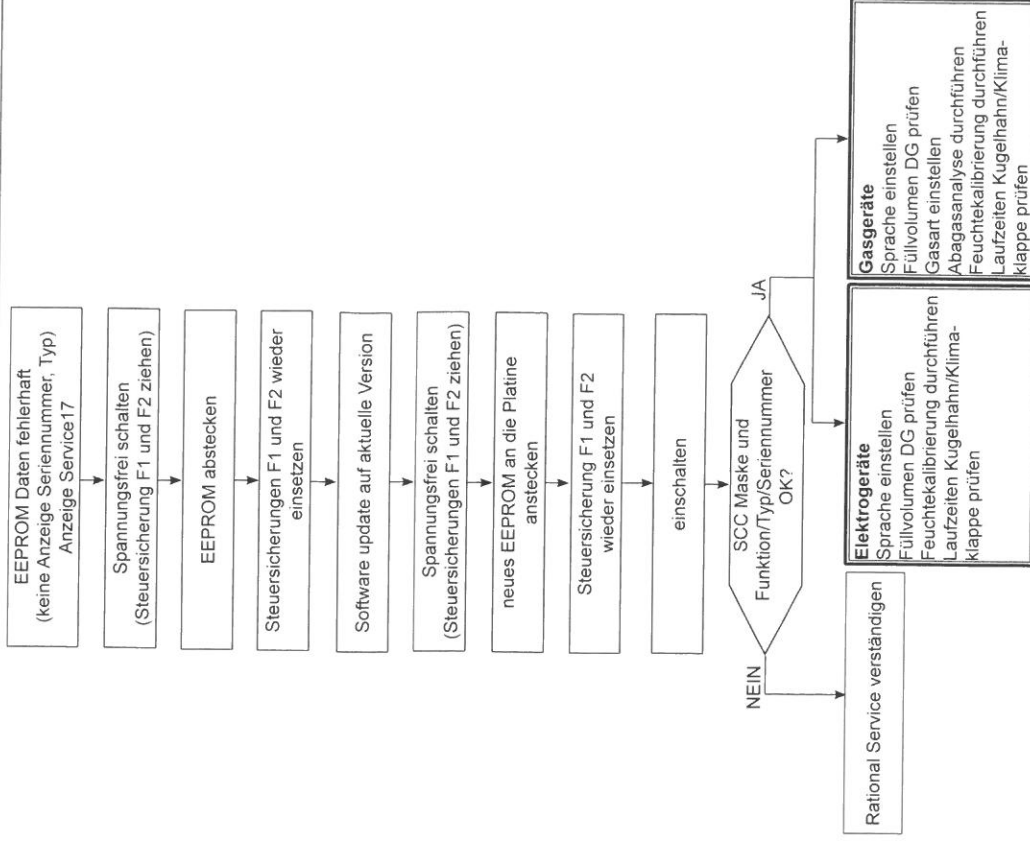 EEPROM Daten fehlerhaft
(keine Anzeige Seriennummer, Typ)
Anzeige Service17
Spannungsfrei schalten
(Steuersicherung F1 und F2 ziehen)
EEPROM abstecken
Steuersicherungen F1 und F2 wieder
einsetzen
Software update auf aktuelle Version
Spannungsfrei schalten
(Steuersicherungen F1 und F2 ziehen)
neues EEPROM an die Platine
anstecken
Steuersicherung F1 und F2
wieder einsetzen
einschalten
SCC Maske und
Funktion/Typ/Seriennummer
OK?
NEIN
JA
Rational Service verständigen
Elektrogeräte
Sprache einstellen
Füllvolumen DG prüfen
Feuchtekalibrierung durchführen
Laufzeiten Kugelhahn/Klima-
klappe prüfen
Gasgeräte
Sprache einstellen
Füllvolumen DG prüfen
Gasart einstellen
Abagasanalyse durchführen
Feuchtekalibrierung durchführen
Laufzeiten Kugelhahn/Klima-
klappe prüfen